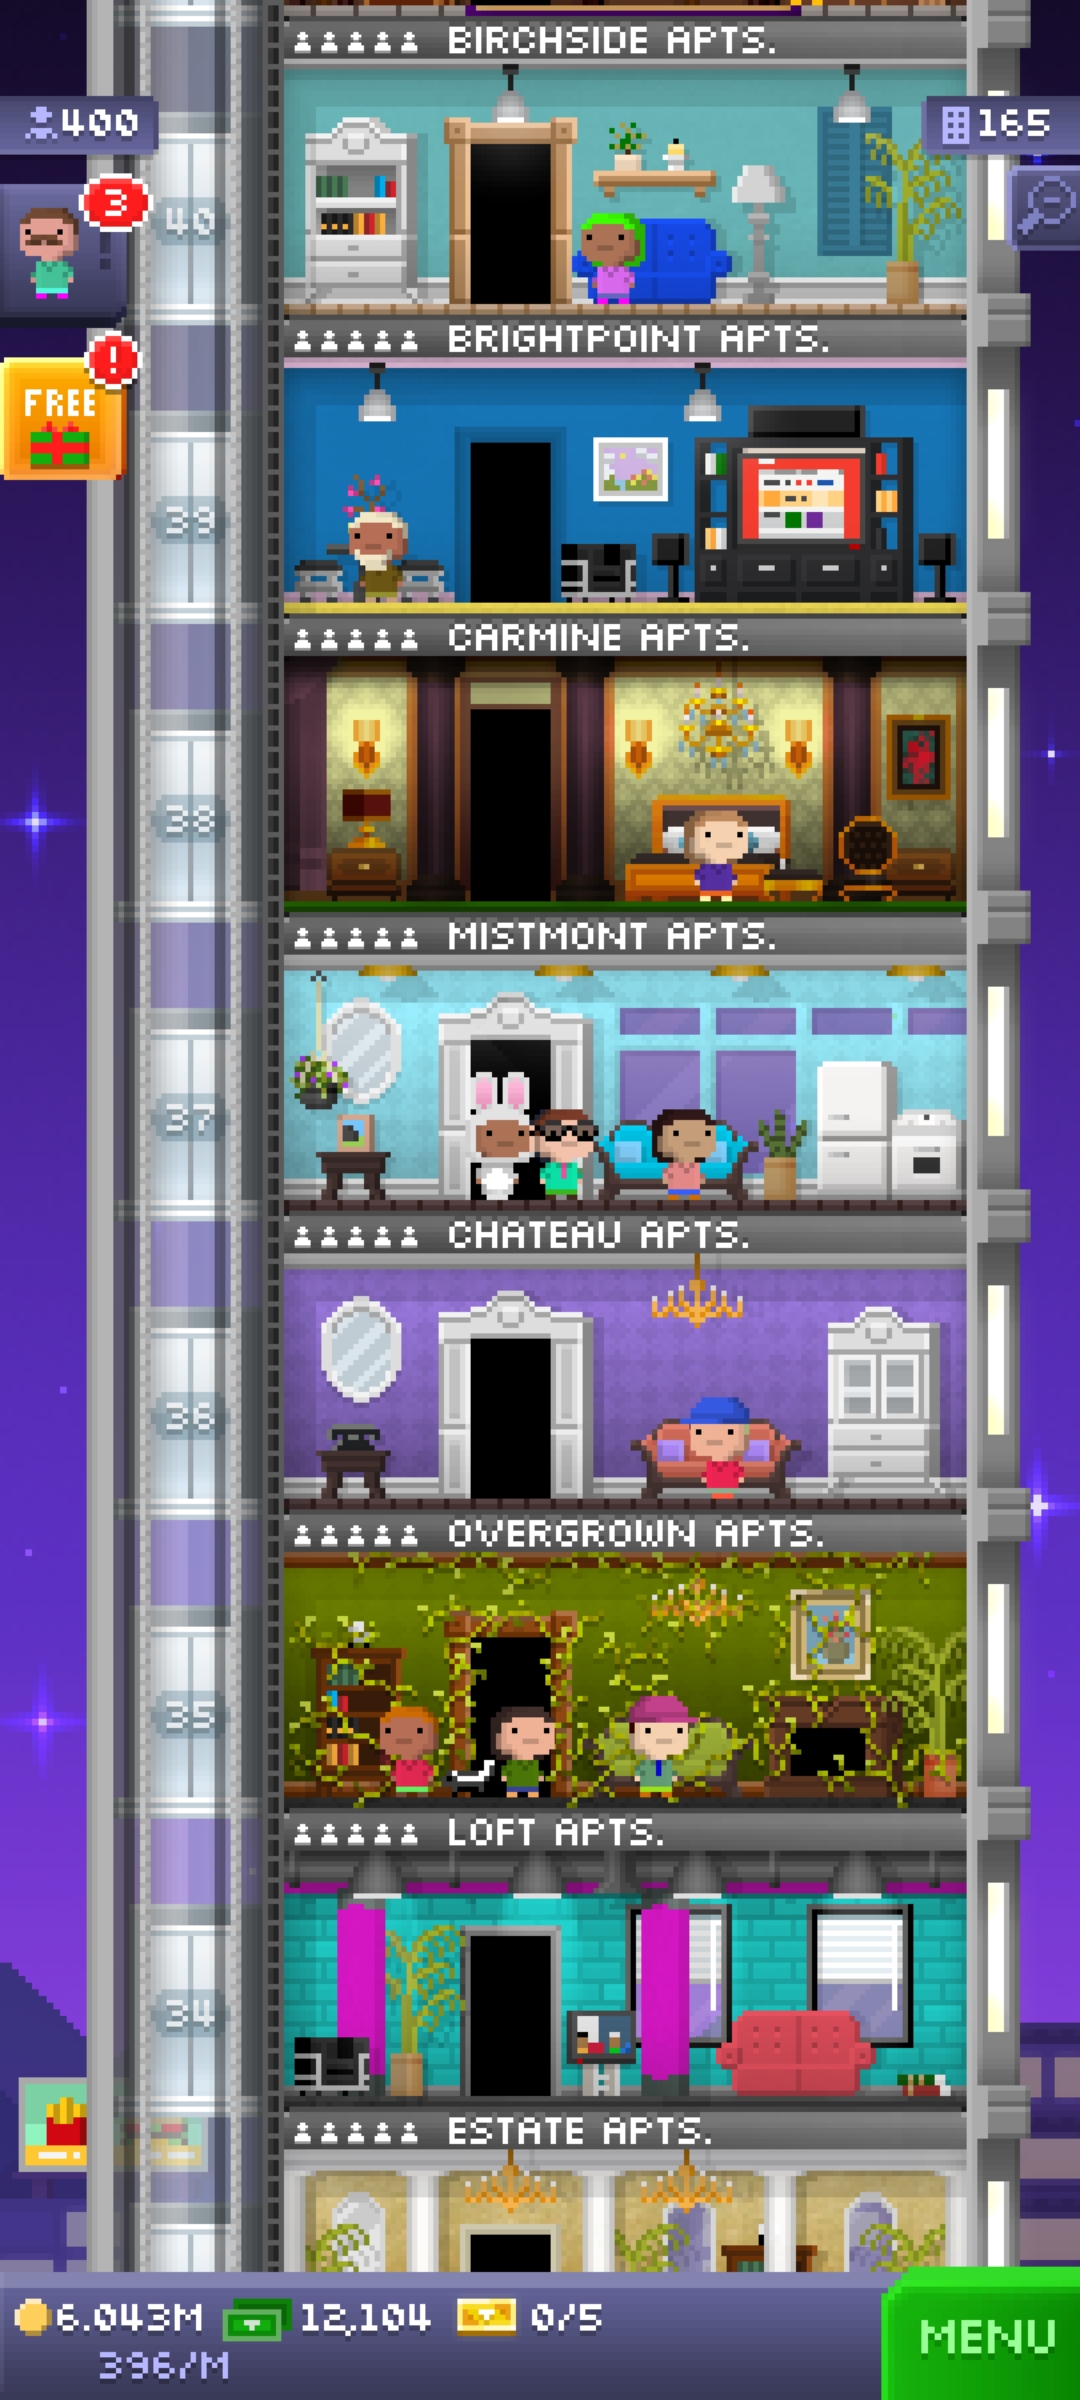 BIRCHSIDE APTS.
400
165
3
40
BRIGHTPOINT APTS.
!
FREE
39
CARMINE APTS.
38
MISTMONT APTS.
37
CHATEAU APTS.
36
OVERGROWN APTS.
35
LOFT APTS.
34
ESTATE APTS.
6.043M 12,104 0/5
MENU
396/M